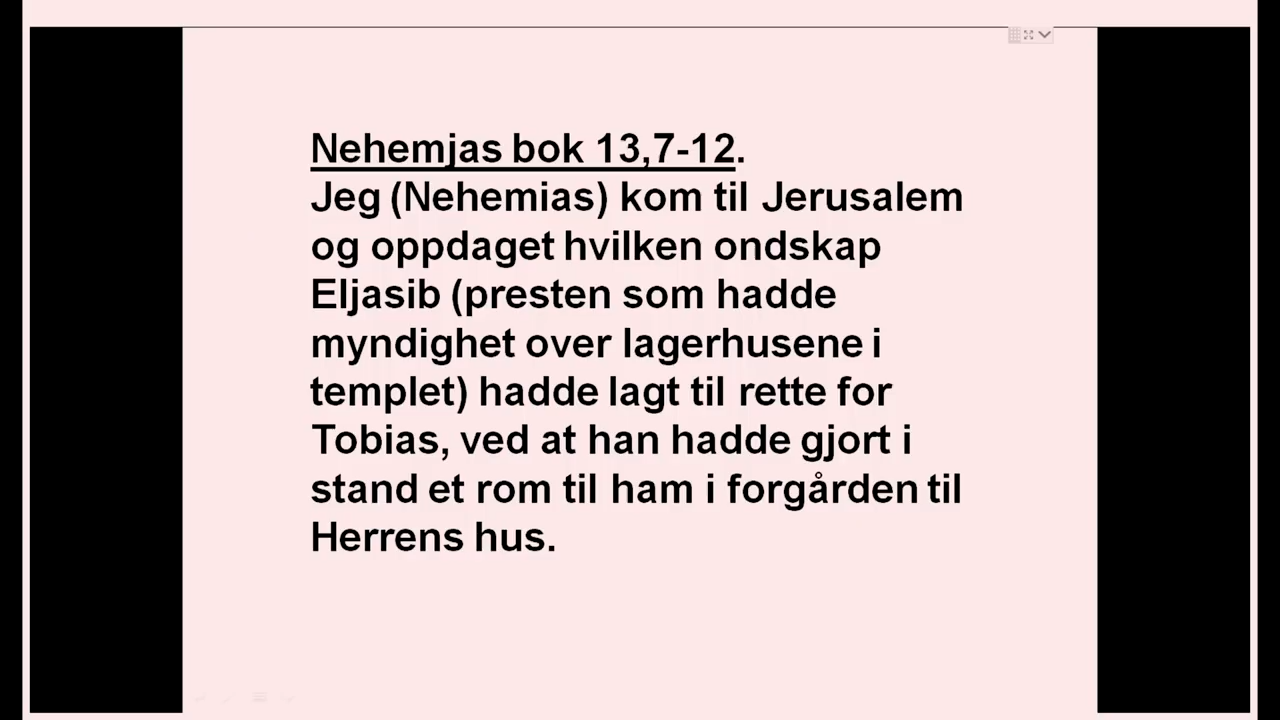 Nehemjas bok 13,7-12.
Jeg (Nehemias) kom til Jerusalem
og oppdaget hvilken ondskap
Eljasib (presten som hadde
myndighet over lagerhusene i
templet) hadde lagt til rette for
Tobias, ved at han hadde gjort i
stand et rom til ham i forgården til
Herrens hus.